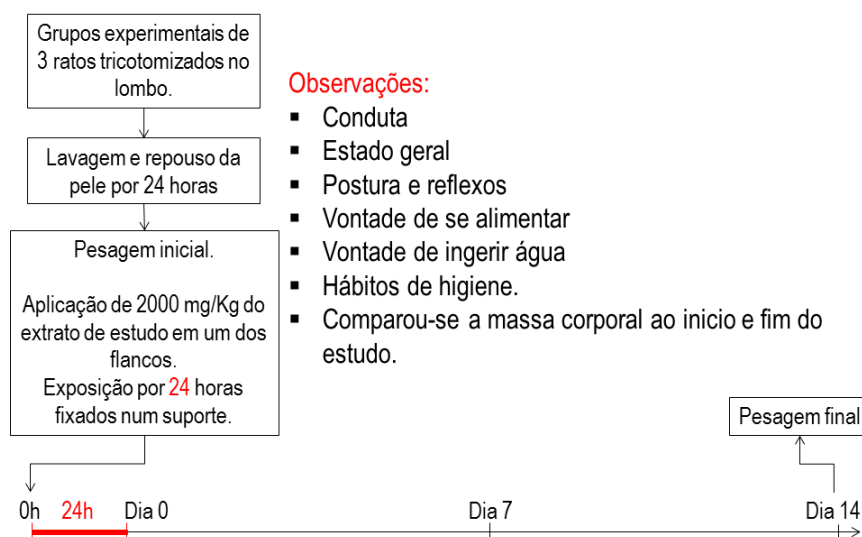 Grupos experimentais de
3 ratos tricotomizados no
lombo.
Lavagem e repouso da
pele por 24 horas
Pesagem inicial.
Aplicação de 2000 mg/Kg do
extrato de estudo em um dos
flancos.
Exposição por 24 horas
fixados num suporte.
Observações:
▪ Conduta
▪ Estado geral
▪ Postura e reflexos
▪ Vontade de se alimentar
▪ Vontade de ingerir água
▪ Hábitos de higiene.
▪ Comparou-se a massa corporal ao inicio e fim do
estudo.
Pesagem final
0h 24h Dia 0 Dia 7 Dia 14